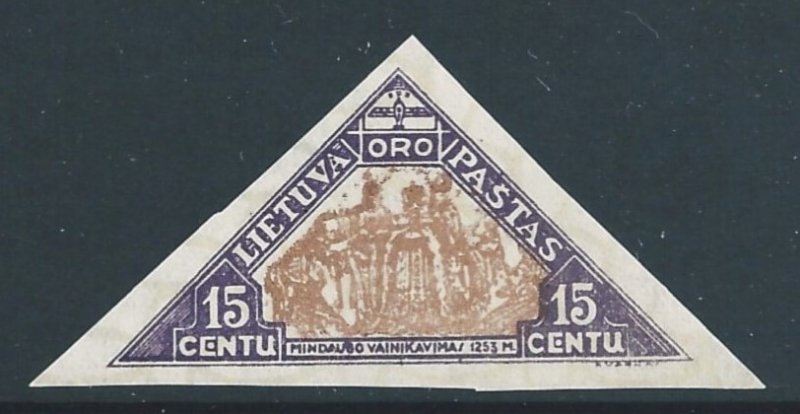 ORO
LIETUVA PAŠTAS
15 CENTU
15 CENTU
MINDAUGO VAINIKAVIMAS 1253 M.